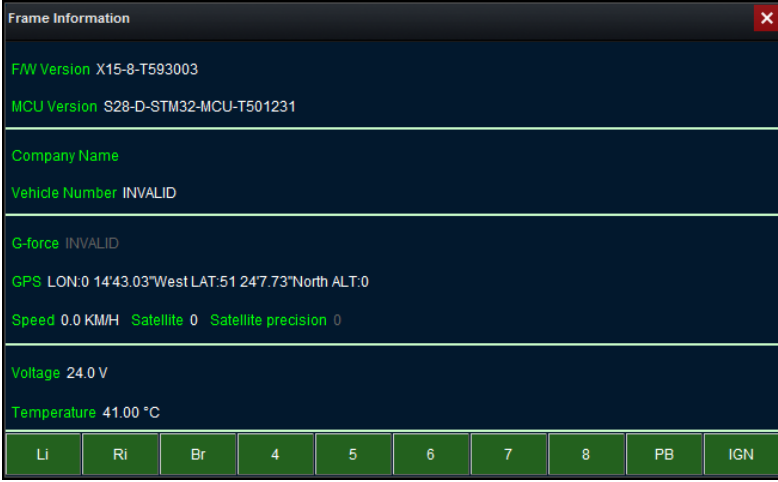 Frame Information
F/W Version X15-8-T593003
MCU Version S28-D-STM32-MCU-T501231
Company Name
Vehicle Number INVALID
G-force INVALID
GPS LON:0 14'43.03"West LAT:51 24'7.73"North ALT:0
Speed 0.0 KM/H Satellite 0 Satellite precision 0
Voltage 24.0 V
Temperature 41.00 °C
Li Ri Br 4 5 6 7 8 PB IGN